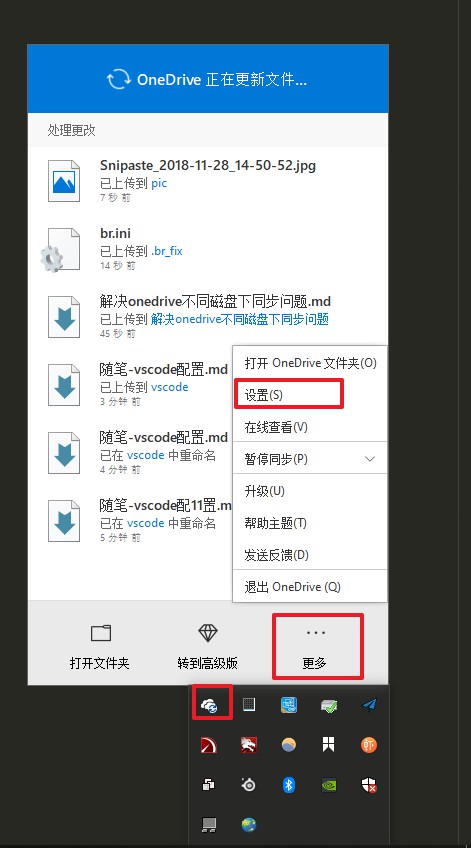 OneDrive 正在更新文件...
处理更改
Snipaste_2018-11-28_14-50-52.jpg
已上传到 pic
7 秒 前
br.ini
已上传到 .br_fix
14 秒 前
解决onedrive不同磁盘下同步问题.md
已上传到 解决onedrive不同磁盘下同步问题
45 秒 前
随笔-vscode配置.md
已上传到 vscode
3 分钟 前
随笔-vscode配置.md
已在 vscode 中重命名
4 分钟 前
随笔-vscode配11置.m
已在 vscode 中重命名
5 分钟 前
打开 OneDrive 文件夹(O)
设置(S)
在线查看(V)
暂停同步(P)
升级(U)
帮助主题(T)
发送反馈(D)
退出 OneDrive (Q)
打开文件夹
转到高级版
更多